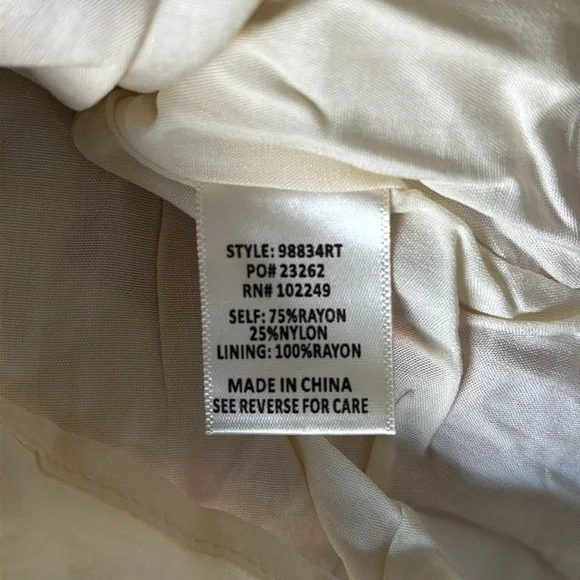 STYLE: 98834RT
PO# 23262
RN# 102249
SELF: 75%RAYON
25%NYLON
LINING: 100%RAYON
MADE IN CHINA
SEE REVERSE FOR CARE